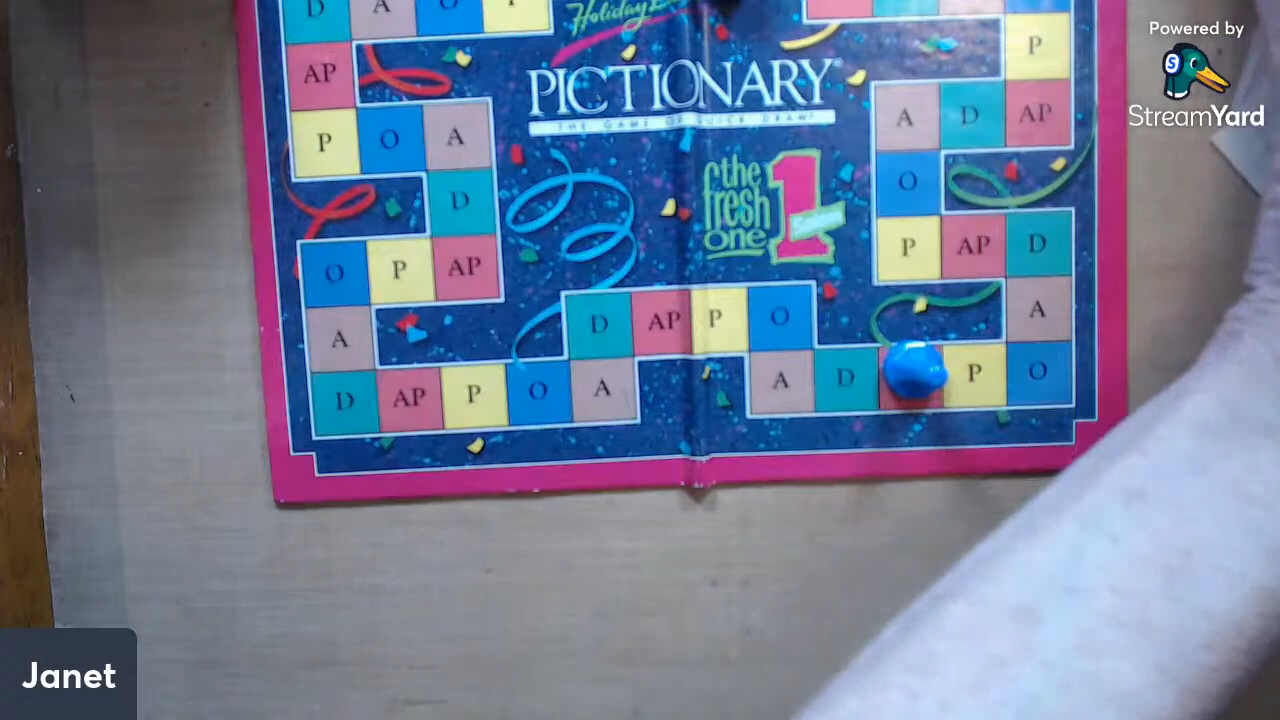 D A O P
Holiday
Powered by
StreamYard
AP
P
PICTIONARY
THE GAME OF QUICK DRAW
P O A
A D AP
D
O
the
fresh
one
1
O P AP
P AP D
A
D AP P O
A
D AP P O A
A D P O
Janet